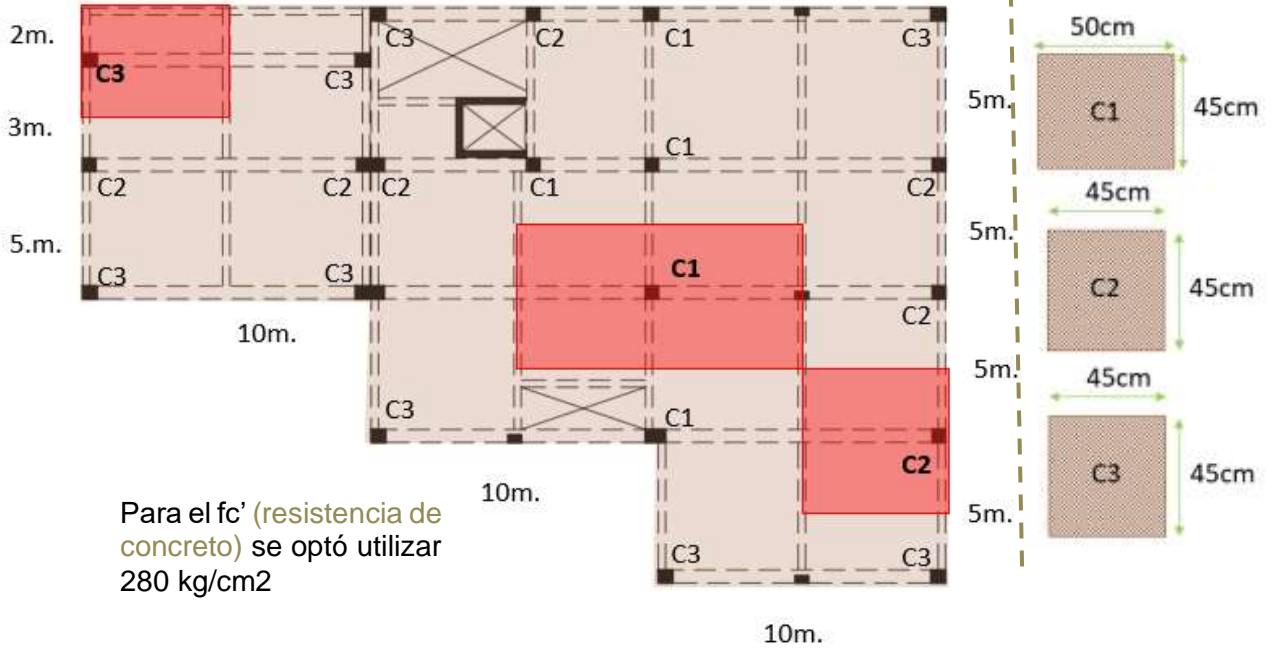 2m.
3m.
5.m.
C3
C3
C3
C2
C1
C3
C1
C2
C2
C2
C1
C2
C3
C3
C1
C2
C3
C1
C2
C3
C3
10m.
10m.
10m.
5m.
5m.
5m.
5m.
Para el fc' (resistencia de
concreto) se optó utilizar
280 kg/cm2
50cm
C1
45cm
45cm
C2
45cm
45cm
C3
45cm